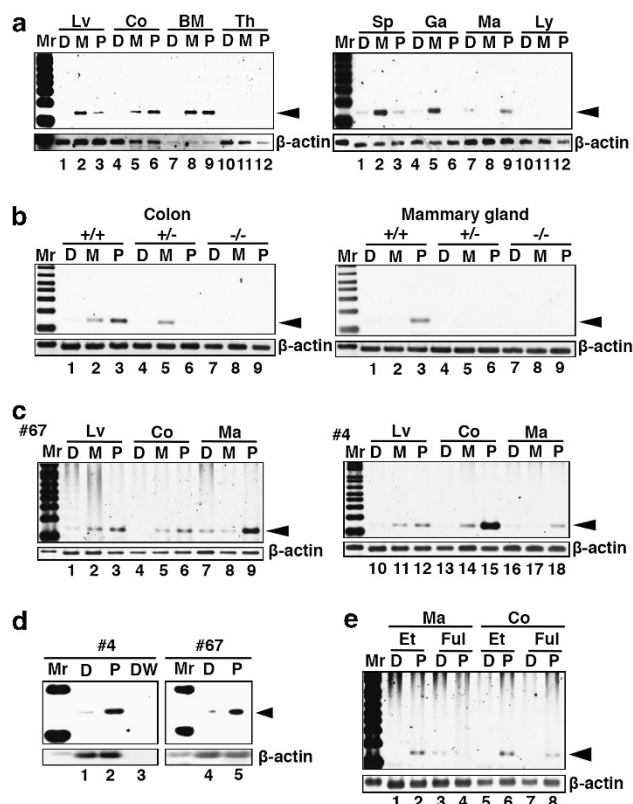 a
Lv Co BM Th
Mr D M P D M P D M P D M P
β-actin
1 2 3 4 5 6 7 8 9 10 11 12
Sp Ga Ma Ly
Mr D M P D M P D M P D M P
β-actin
1 2 3 4 5 6 7 8 9 10 11 12
b
Colon
+/+ +/- -/-
Mr D M P D M P D M P
β-actin
1 2 3 4 5 6 7 8 9
Mammary gland
+/+ +/- -/-
Mr D M P D M P D M P
β-actin
1 2 3 4 5 6 7 8 9
c
#67 Lv Co Ma
Mr D M P D M P D M P
β-actin
1 2 3 4 5 6 7 8 9
#4 Lv Co Ma
Mr D M P D M P D M P
β-actin
10 11 12 13 14 15 16 17 18
d
#4 #67
Mr D P DW Mr D P
β-actin
1 2 3 4 5
e
Ma Co
Et Ful Et Ful
Mr D P D P D P D P
β-actin
1 2 3 4 5 6 7 8